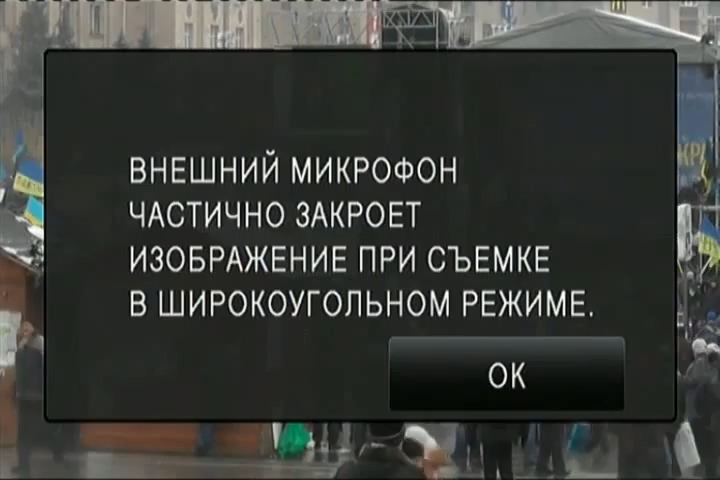 ВНЕШНИЙ МИКРОФОН
ЧАСТИЧНО ЗАКРОЕТ
ИЗОБРАЖЕНИЕ ПРИ СЪЕМКЕ
В ШИРОКОУГОЛЬНОМ РЕЖИМЕ.
OK